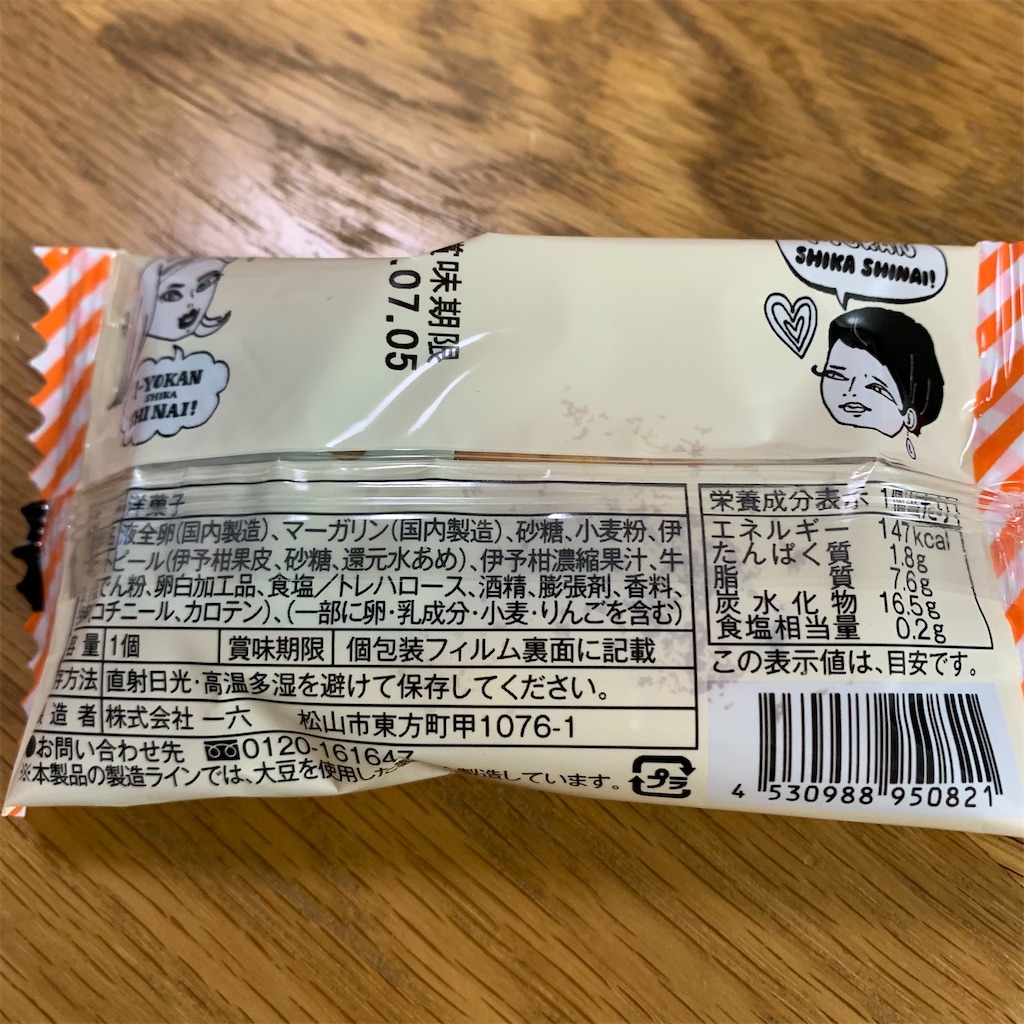 賞味期限
.07.05
YOKAN
SHIKA SHINAI!
-YOKAN
SHIKA
NAI!
洋菓子
液全卵(国内製造)、マーガリン(国内製造)、砂糖、小麦粉、伊
ピール(伊予柑果皮、砂糖、還元水あめ)、伊予柑濃縮果汁、牛
でん粉、卵白加工品、食塩/トレハロース、酒精、膨張剤、香料、
コチニール、カロテン)、(一部に卵・乳成分・小麦・りんごを含む)
量 1個 賞味期限 個包装フィルム裏面に記載
方法 直射日光・高温多湿を避けて保存してください。
造者 株式会社 一六 松山市東方町甲1076-1
●お問い合わせ先 0120-161647
※本製品の製造ラインでは、大豆を使用した 製造しています。
プラ
栄養成分表示 1個当たり
エネルギー 147kcal
たんぱく質 1.8g
脂質 7.6g
炭水化物 16.5g
食塩相当量 0.2g
この表示値は、目安です。
4 530988 950821